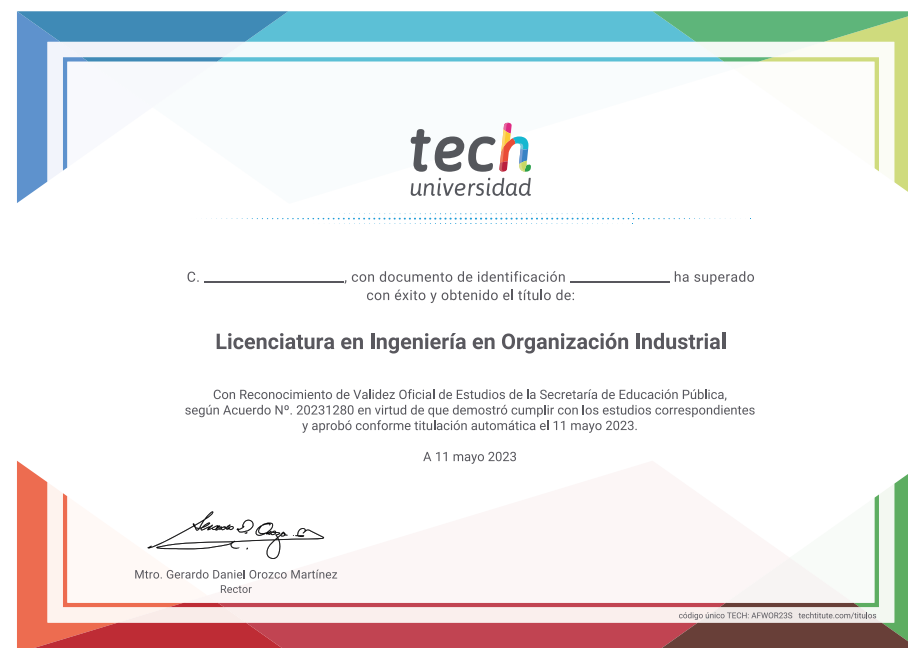 tech
universidad
C. ____________________, con documento de identificación ______________ ha superado
con éxito y obtenido el título de:
Licenciatura en Ingeniería en Organización Industrial
Con Reconocimiento de Validez Oficial de Estudios de la Secretaría de Educación Pública,
según Acuerdo Nº. 20231280 en virtud de que demostró cumplir con los estudios correspondientes
y aprobó conforme titulación automática el 11 mayo 2023.
A 11 mayo 2023
Mtro. Gerardo Daniel Orozco Martínez
Rector
código único TECH: AFWOR23S techtitute.com/titulos